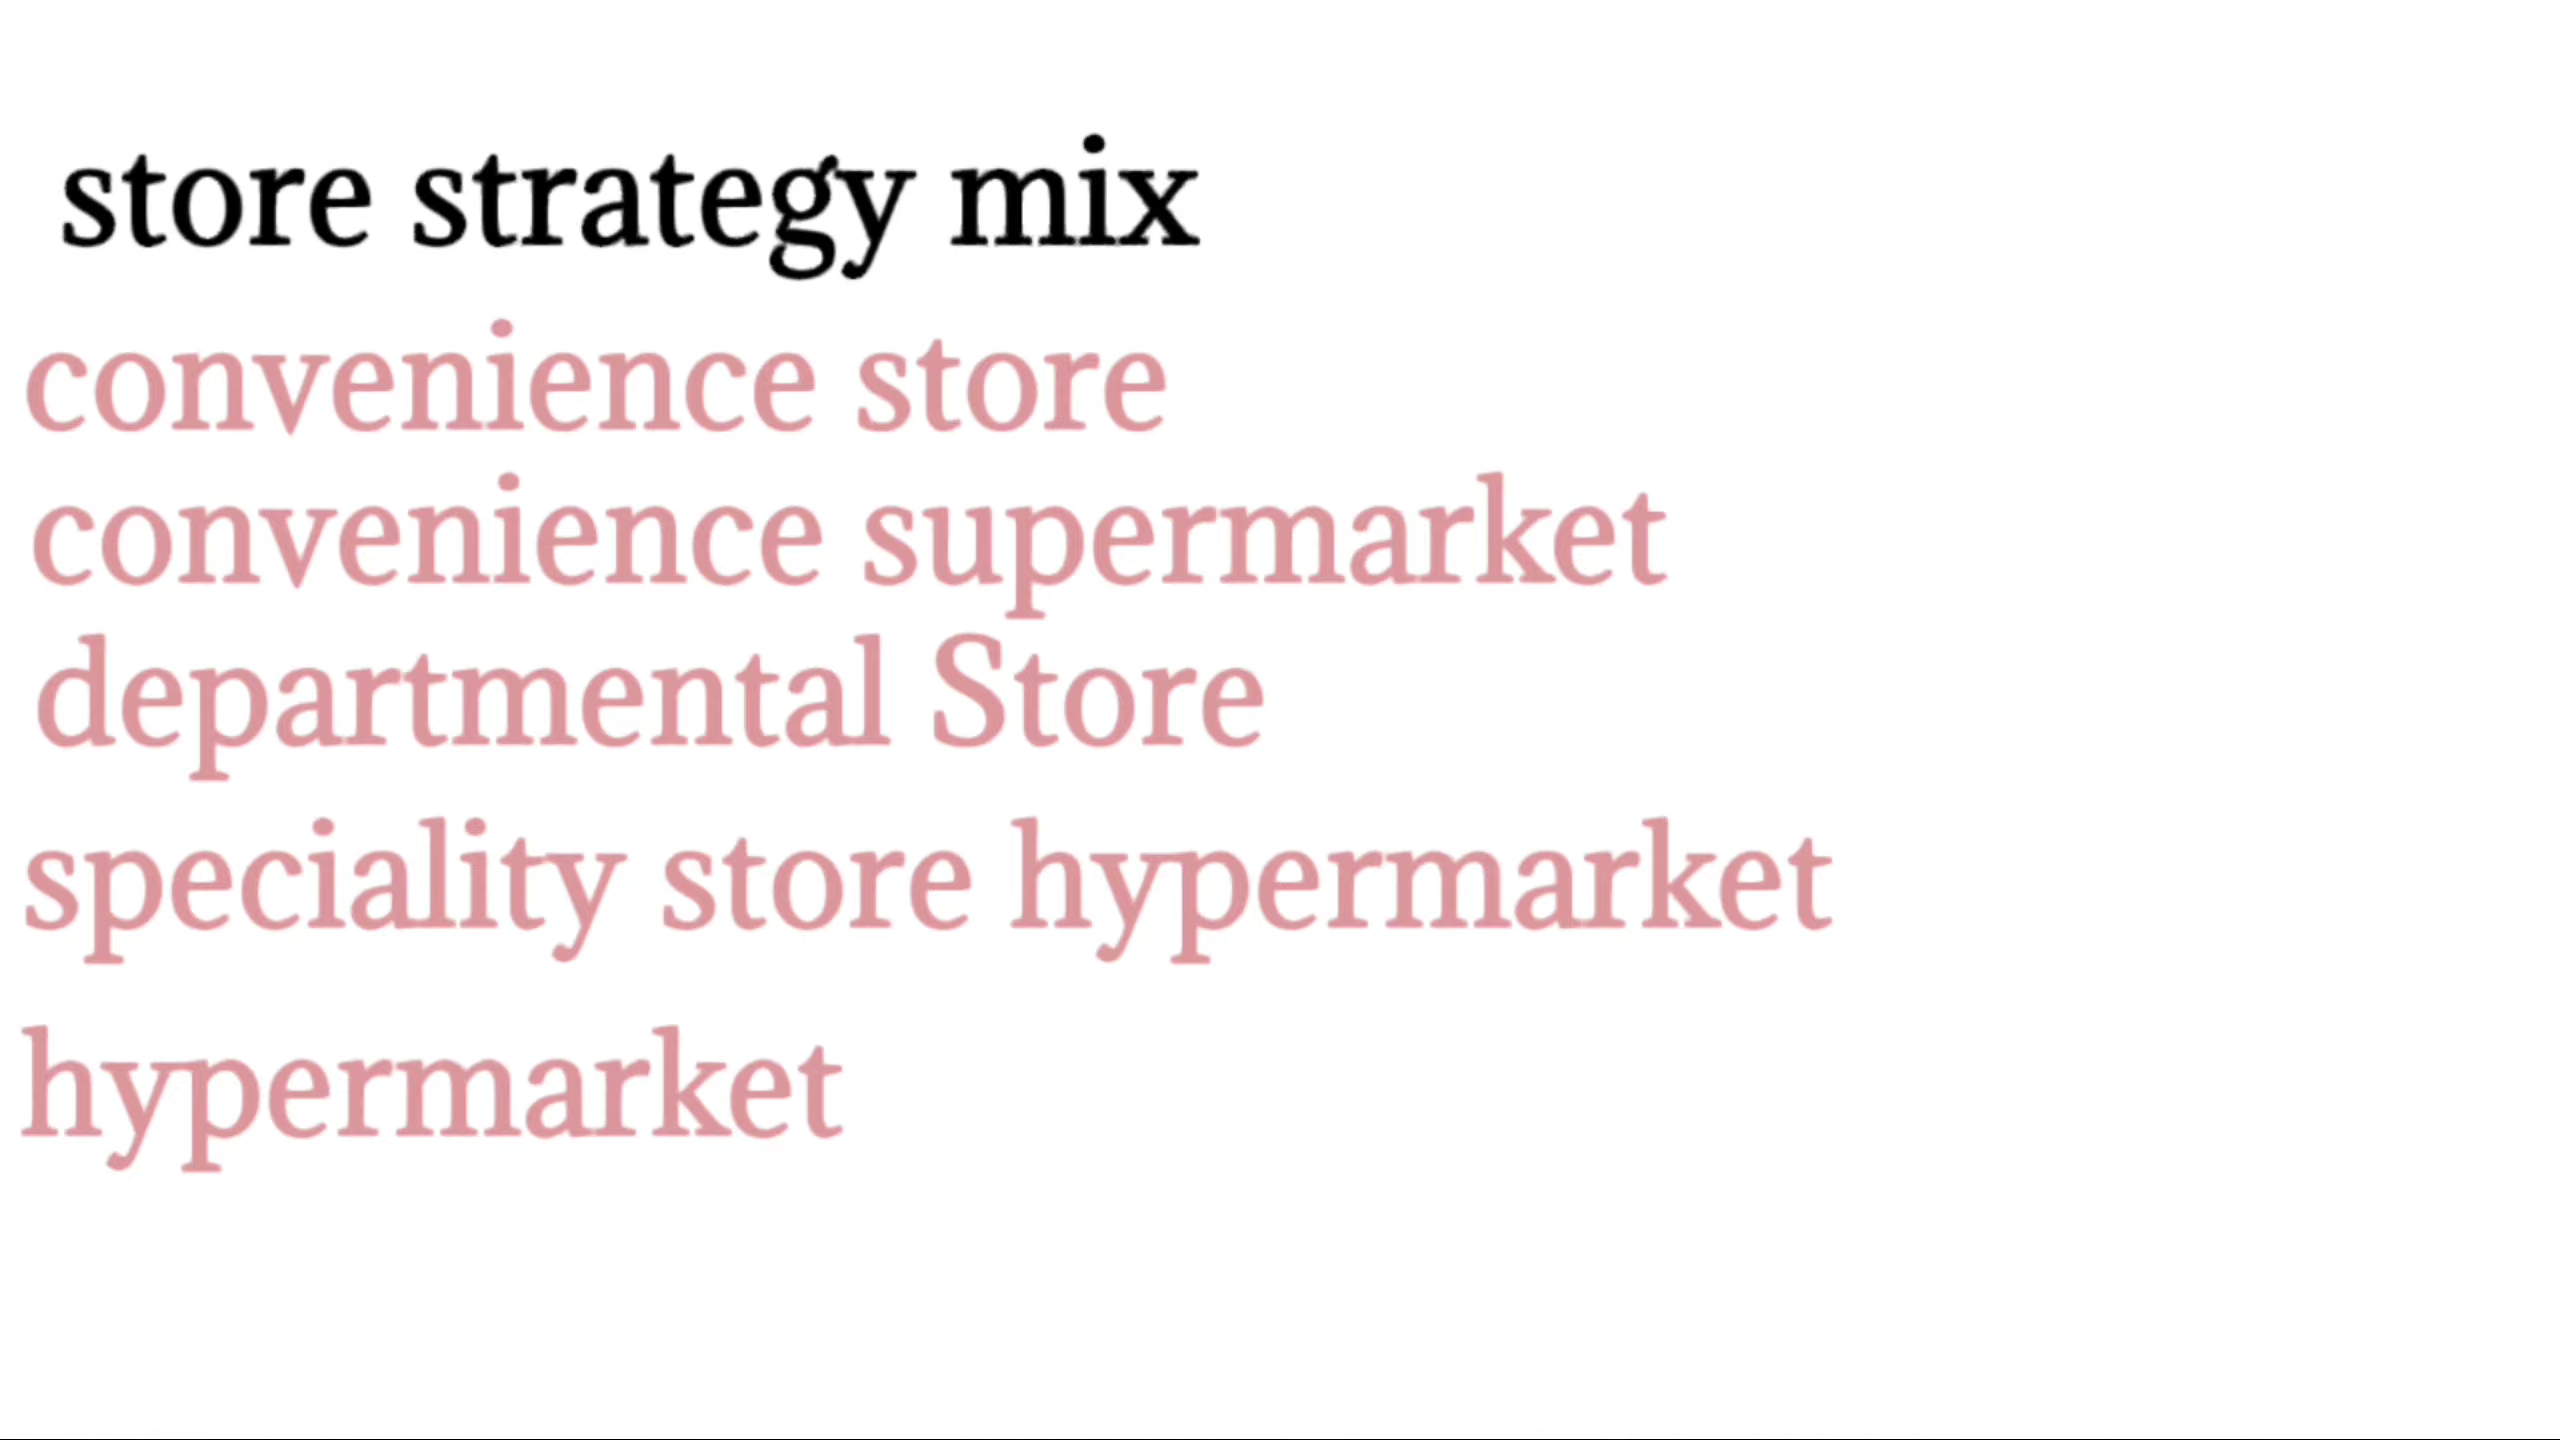 store strategy mix
convenience store
convenience supermarket
departmental Store
speciality store hypermarket
hypermarket